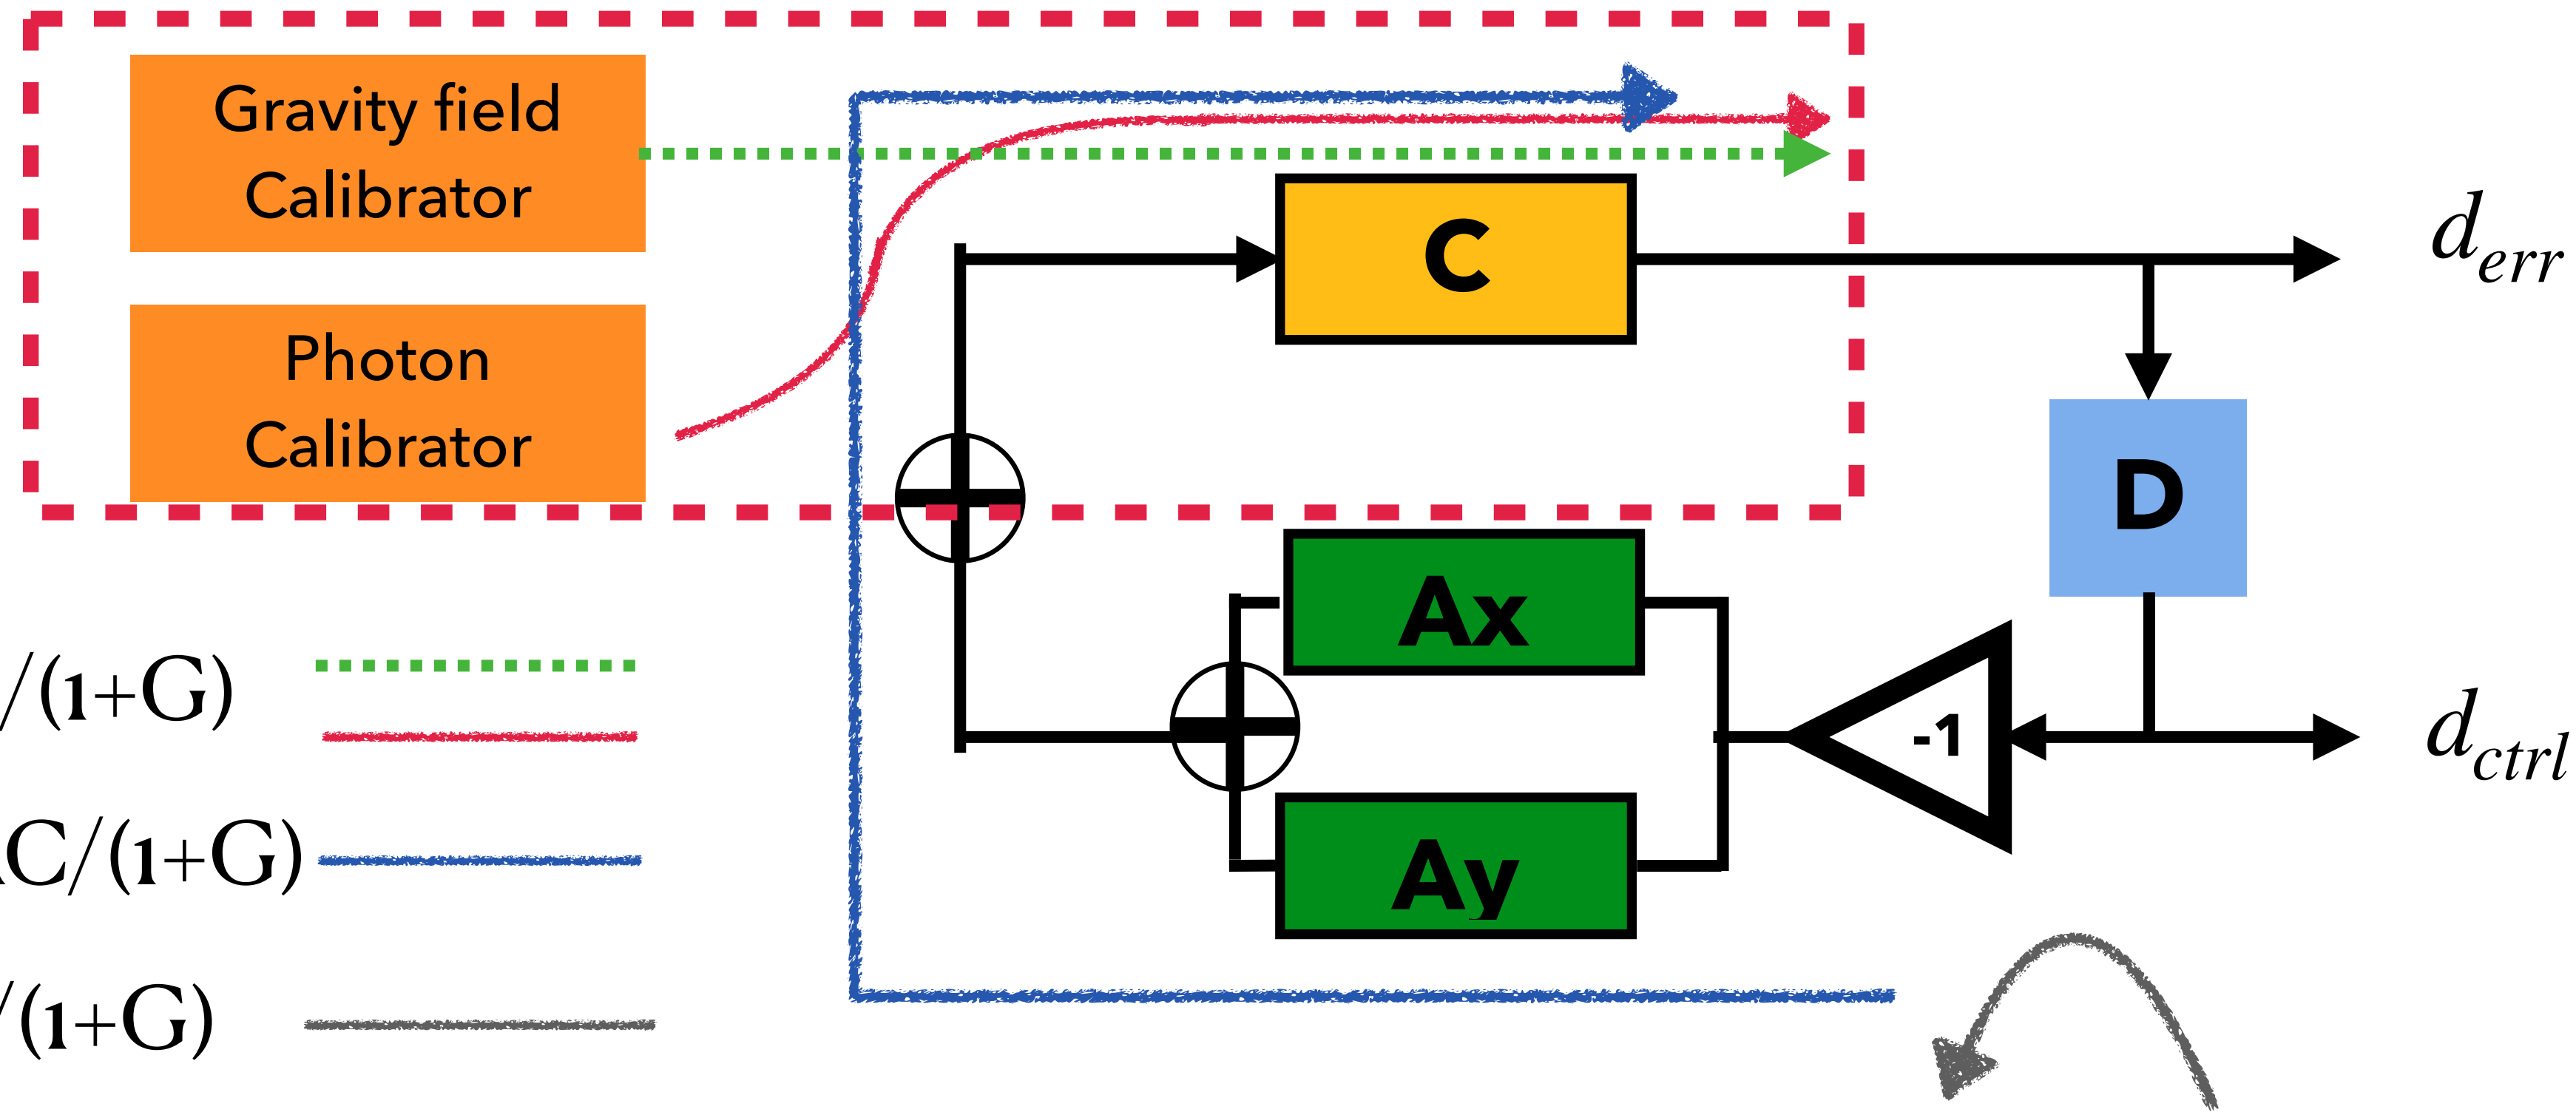 Gravity field
Calibrator
Photon
Calibrator
C
d_err
D
Ax
-1
d_ctrl
Ay
/(1+G)
C/(1+G)
/(1+G)